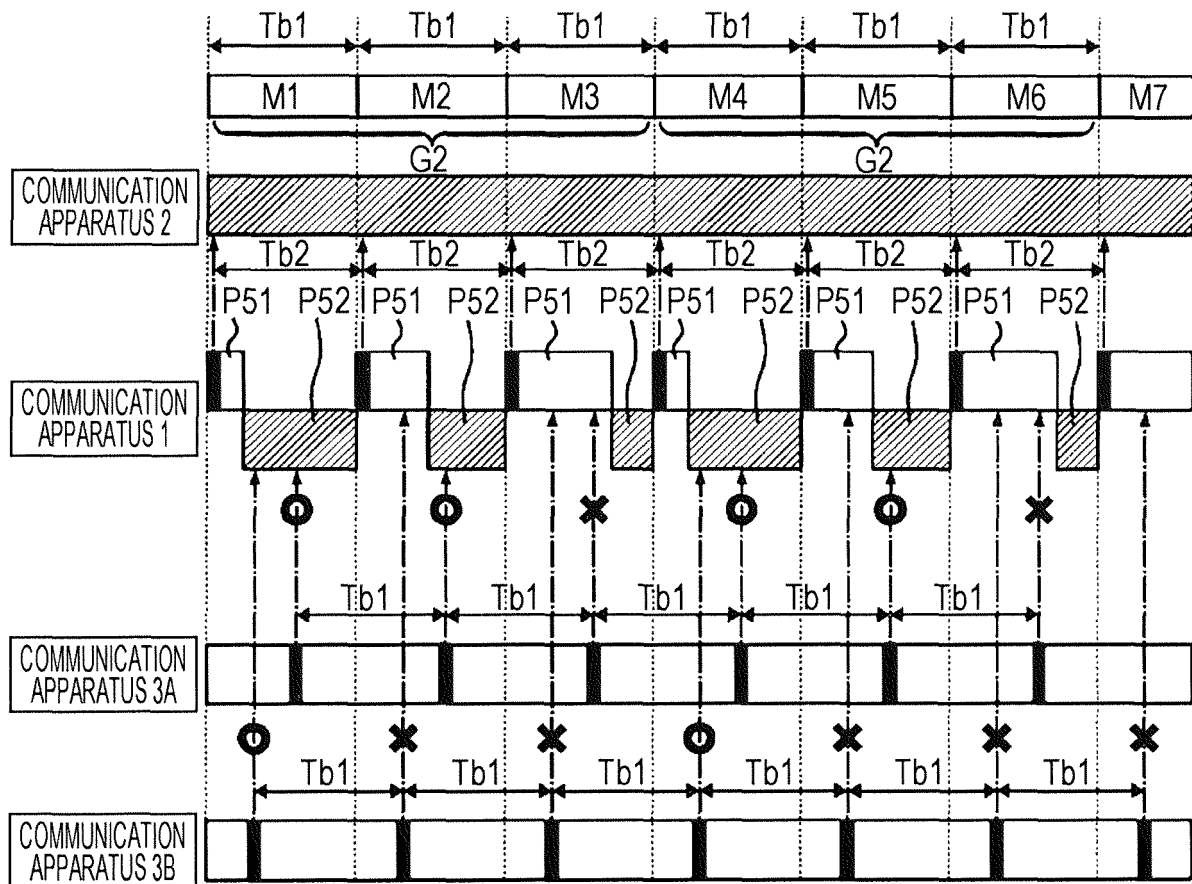 Tb1 Tb1 Tb1 Tb1 Tb1 Tb1
M1 M2 M3 M4 M5 M6 M7
G2 G2
COMMUNICATION
APPARATUS 2
Tb2 Tb2 Tb2 Tb2 Tb2 Tb2
P51 P52 P51 P52 P51 P52 P51 P52 P51 P52 P51 P52
COMMUNICATION
APPARATUS 1
Tb1 Tb1 Tb1 Tb1 Tb1
COMMUNICATION
APPARATUS 3A
Tb1 Tb1 Tb1 Tb1 Tb1 Tb1
COMMUNICATION
APPARATUS 3B